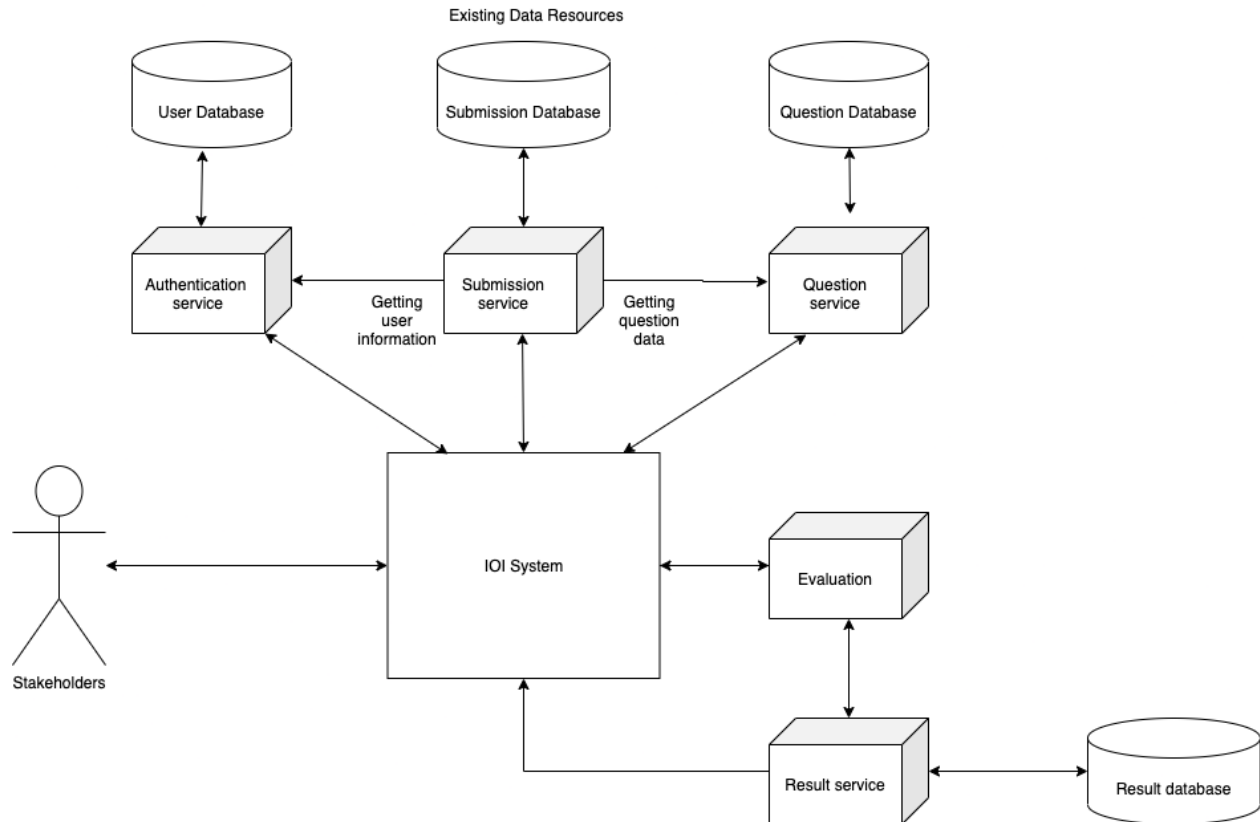 Existing Data Resources
User Database
Submission Database
Question Database
Authentication
service
Submission
service
Question
service
Getting
user
information
Getting
question
data
IOI System
Evaluation
Stakeholders
Result service
Result database